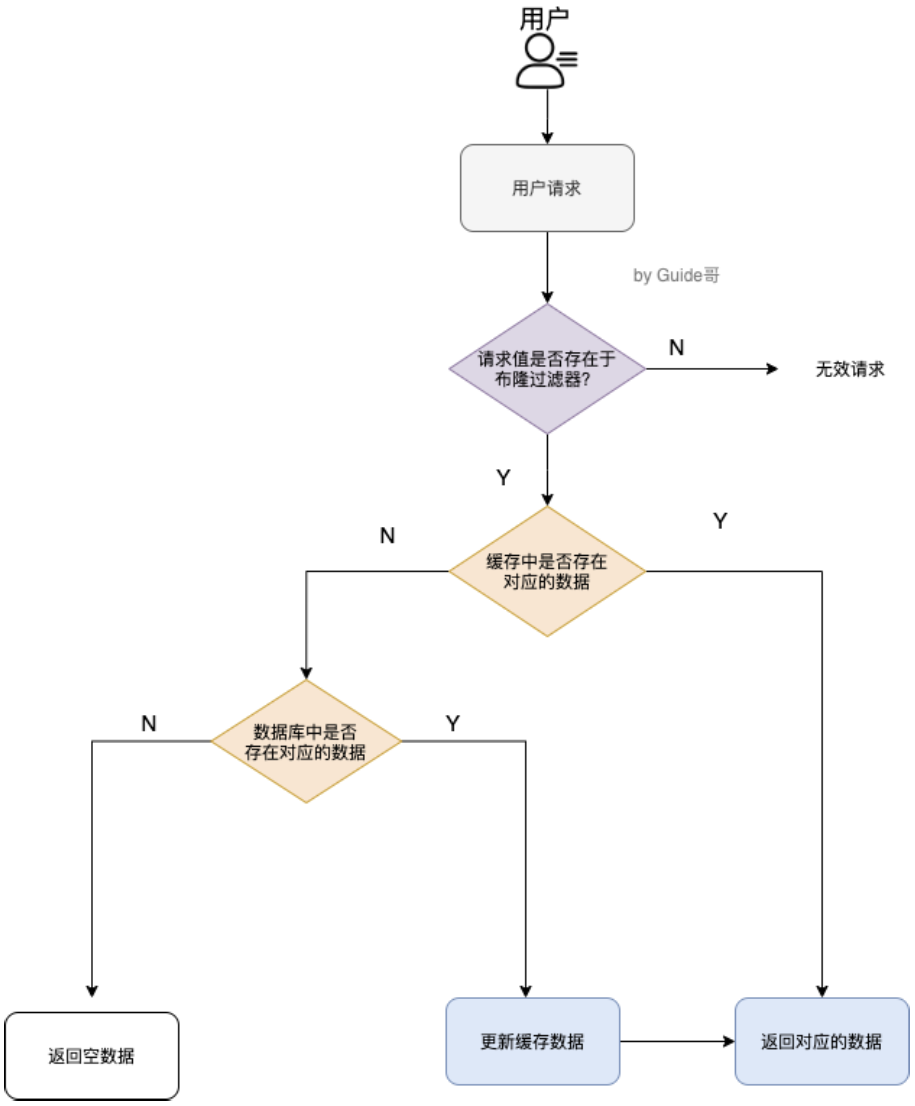 用户
用户请求
by Guide哥
请求值是否存在于
布隆过滤器?
N
无效请求
Y
N
Y
缓存中是否存在
对应的数据
N
Y
数据库中是否
存在对应的数据
返回空数据
更新缓存数据
返回对应的数据